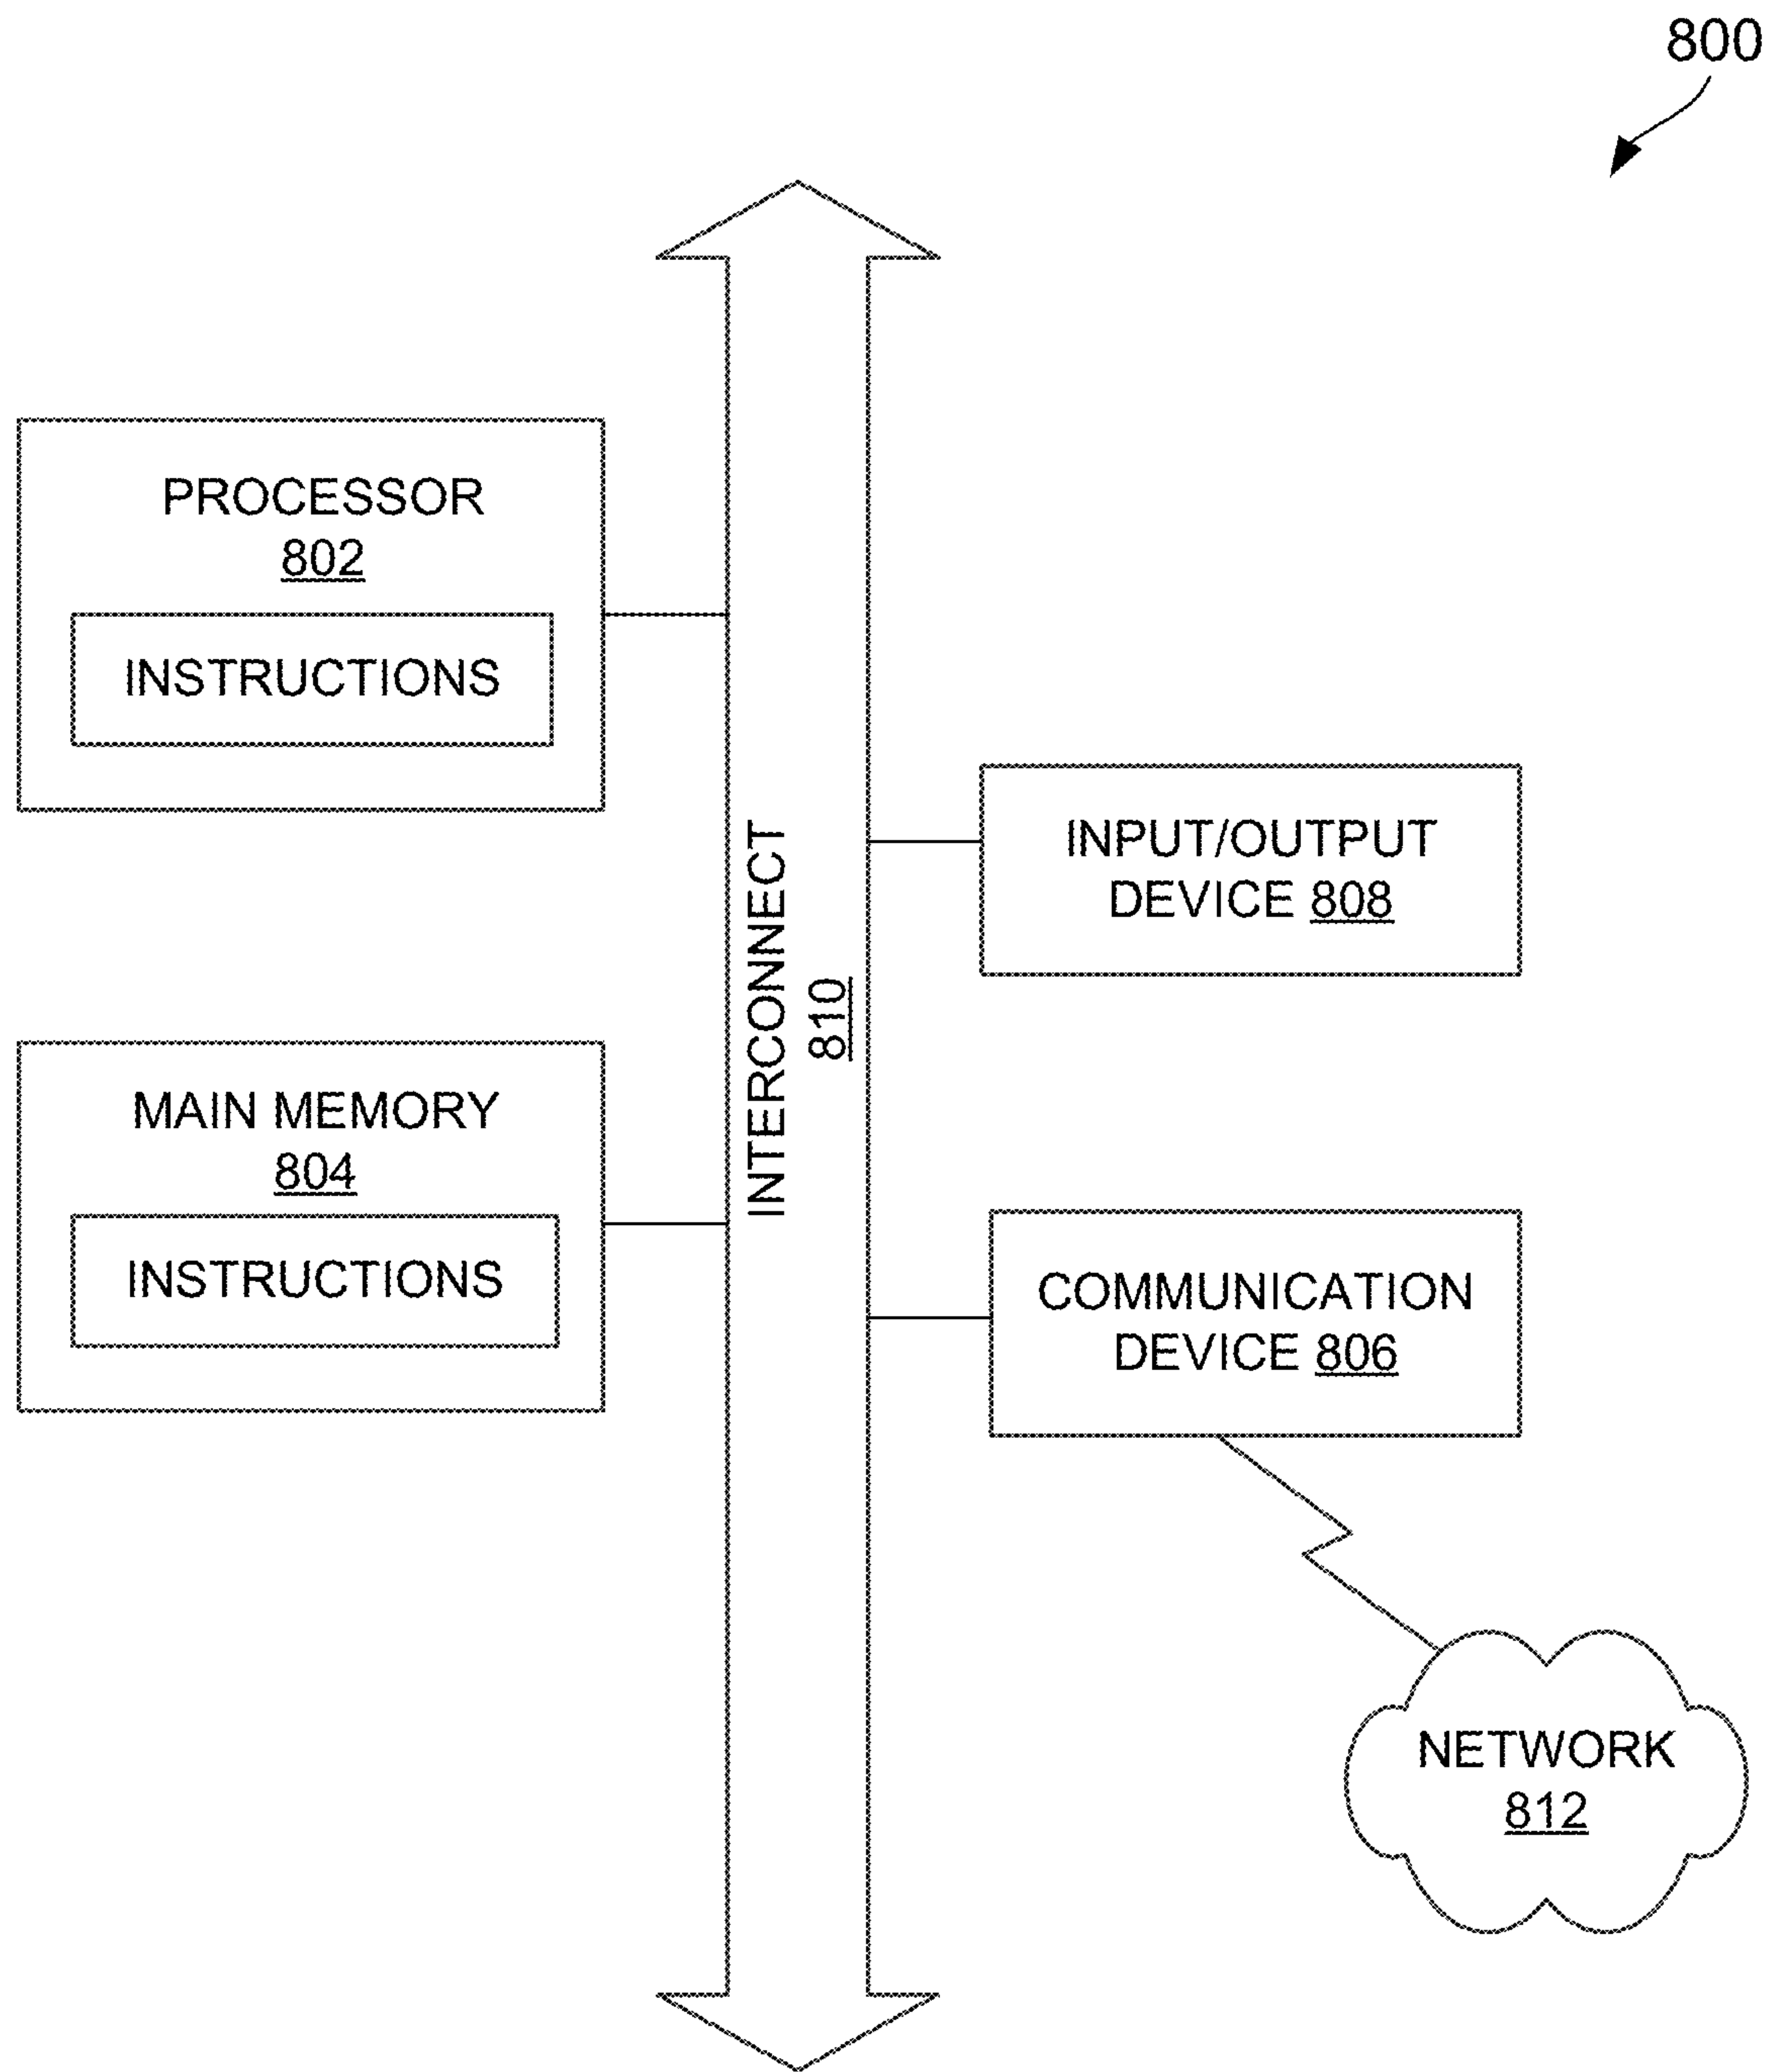 800
PROCESSOR
802
INSTRUCTIONS
INTERCONNECT
810
INPUT/OUTPUT
DEVICE 808
MAIN MEMORY
804
INSTRUCTIONS
COMMUNICATION
DEVICE 806
NETWORK
812